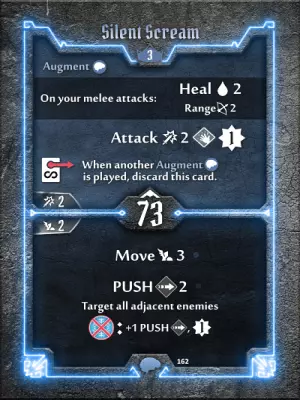 Silent Scream
3
Augment
On your melee attacks:
Heal 2
Range 2
Attack 2 1
S
When another Augment
is played, discard this card.
2
73
2
Move 3
PUSH 2
Target all adjacent enemies
: +1 PUSH , 1
162